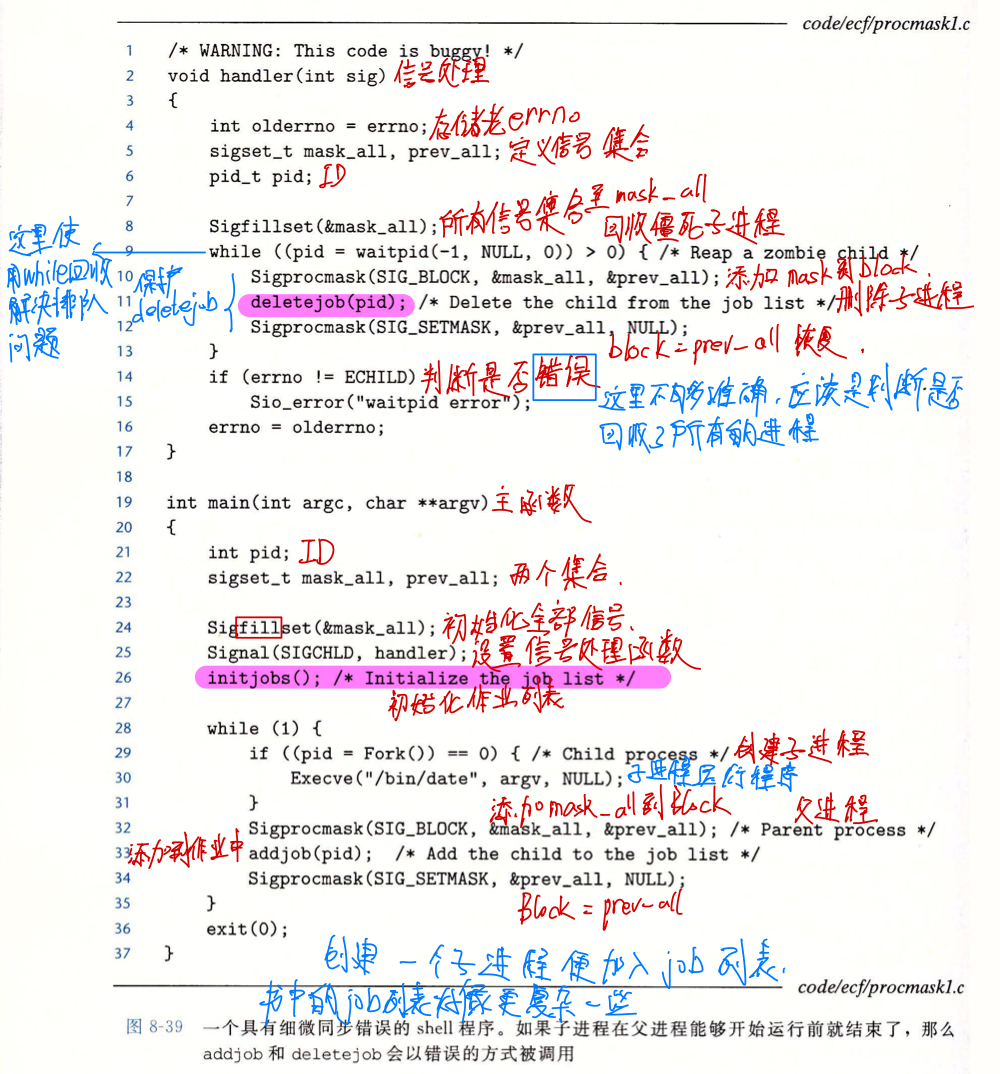 code/ecf/procmask1.c
1 /* WARNING: This code is buggy! */
2 void handler(int sig) 信号处理
3 {
4 int olderrno = errno; 存储老errno
5 sigset_t mask_all, prev_all; 定义信号集合
6 pid_t pid; ID
7
8 Sigfillset(&mask_all); 所有信号集合至mask_all
回收僵死子进程
9 while ((pid = waitpid(-1, NULL, 0)) > 0) { /* Reap a zombie child */
10 Sigprocmask(SIG_BLOCK, &mask_all, &prev_all); 添加mask到block.
11 deletejob(pid); /* Delete the child from the job list */ 删除子进程
12 Sigprocmask(SIG_SETMASK, &prev_all, NULL);
block = prev_all 恢复.
这里使
用while回收
解决排队
问题
保护
deletejob
13 }
14 if (errno != ECHILD) 判断是否错误
15 Sio_error("waitpid error");
这里不够准确,应该是判断是否
回收了所有的进程
16 errno = olderrno;
17 }
18
19 int main(int argc, char **argv) 主函数
20 {
21 int pid; ID
22 sigset_t mask_all, prev_all; 两个集合.
23
24 Sigfillset(&mask_all); 初始化全部信号.
25 Signal(SIGCHLD, handler); 设置信号处理函数
26 initjobs(); /* Initialize the job list */
27 初始化作业列表
28 while (1) {
29 if ((pid = Fork()) == 0) { /* Child process */ 创建子进程
30 Execve("/bin/date", argv, NULL); 子进程运行程序
31 } 添加mask_all到Block 父进程
32 Sigprocmask(SIG_BLOCK, &mask_all, &prev_all); /* Parent process */
添加到作业中
33 addjob(pid); /* Add the child to the job list */
34 Sigprocmask(SIG_SETMASK, &prev_all, NULL);
35 } Block = prev_all
36 exit(0);
37 }
创建一个子进程便加入job列表.
书中的job列表好像更复杂一些
code/ecf/procmask1.c
图 8-39 一个具有细微同步错误的 shell 程序。如果子进程在父进程能够开始运行前就结束了,那么
addjob 和 deletejob 会以错误的方式被调用